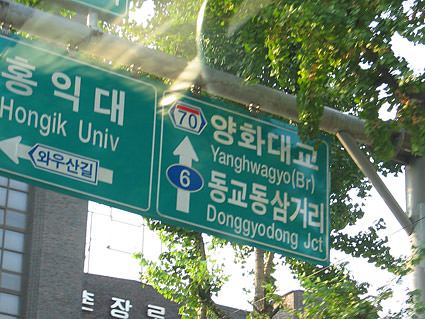 홍익대
Hongik Univ
와우산길
70
양화대교
Yanghwagyo(Br)
6
동교동삼거리
Donggyodong Jct